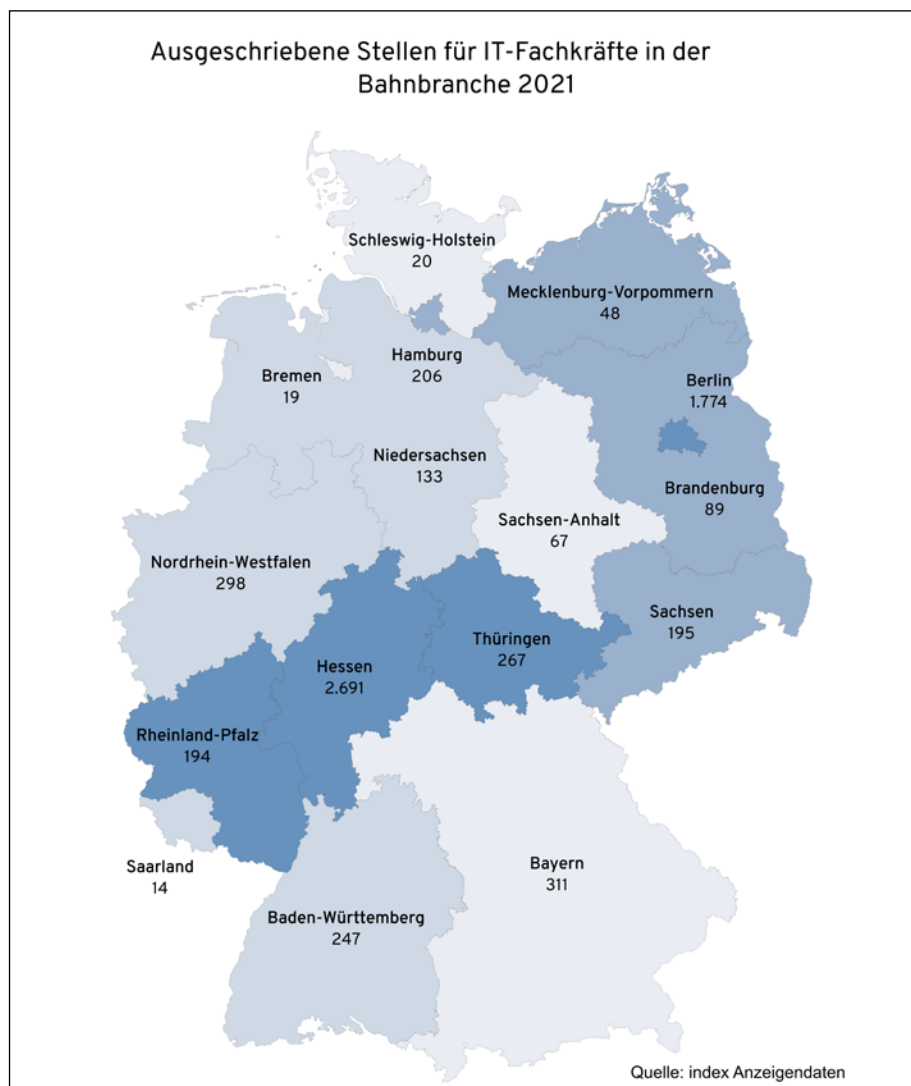 Ausgeschriebene Stellen für IT-Fachkräfte in der
Bahnbranche 2021
Schleswig-Holstein
20
Mecklenburg-Vorpommern
48
Hamburg
206
Bremen
19
Berlin
1.774
Niedersachsen
133
Brandenburg
89
Sachsen-Anhalt
67
Nordrhein-Westfalen
298
Sachsen
195
Thüringen
267
Hessen
2.691
Rheinland-Pfalz
194
Saarland
14
Bayern
311
Baden-Württemberg
247
Quelle: index Anzeigendaten